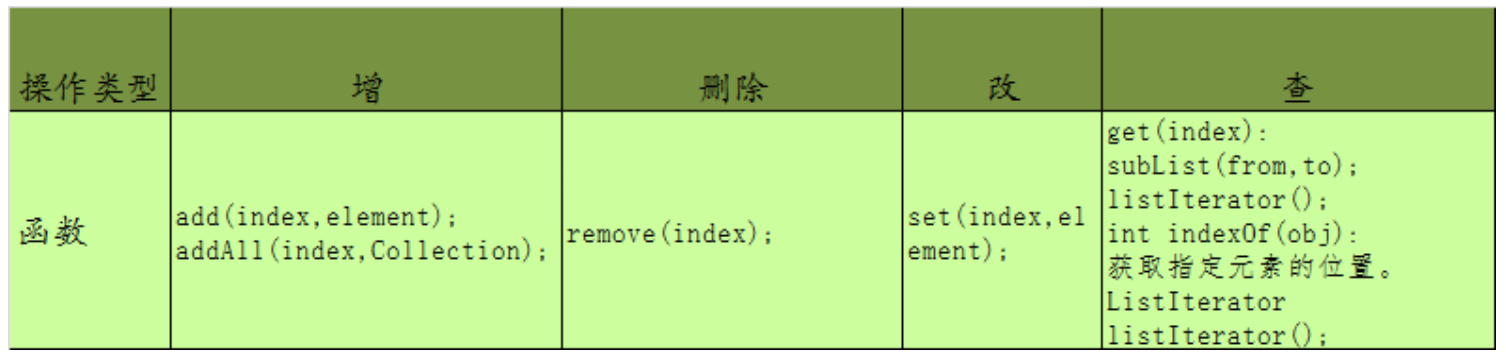 操作类型 增 删除 改 查
函数
add(index,element);
addAll(index,Collection);
remove(index);
set(index,el
ement);
get(index):
subList(from,to);
listIterator();
int indexOf(obj):
获取指定元素的位置。
ListIterator
listIterator();